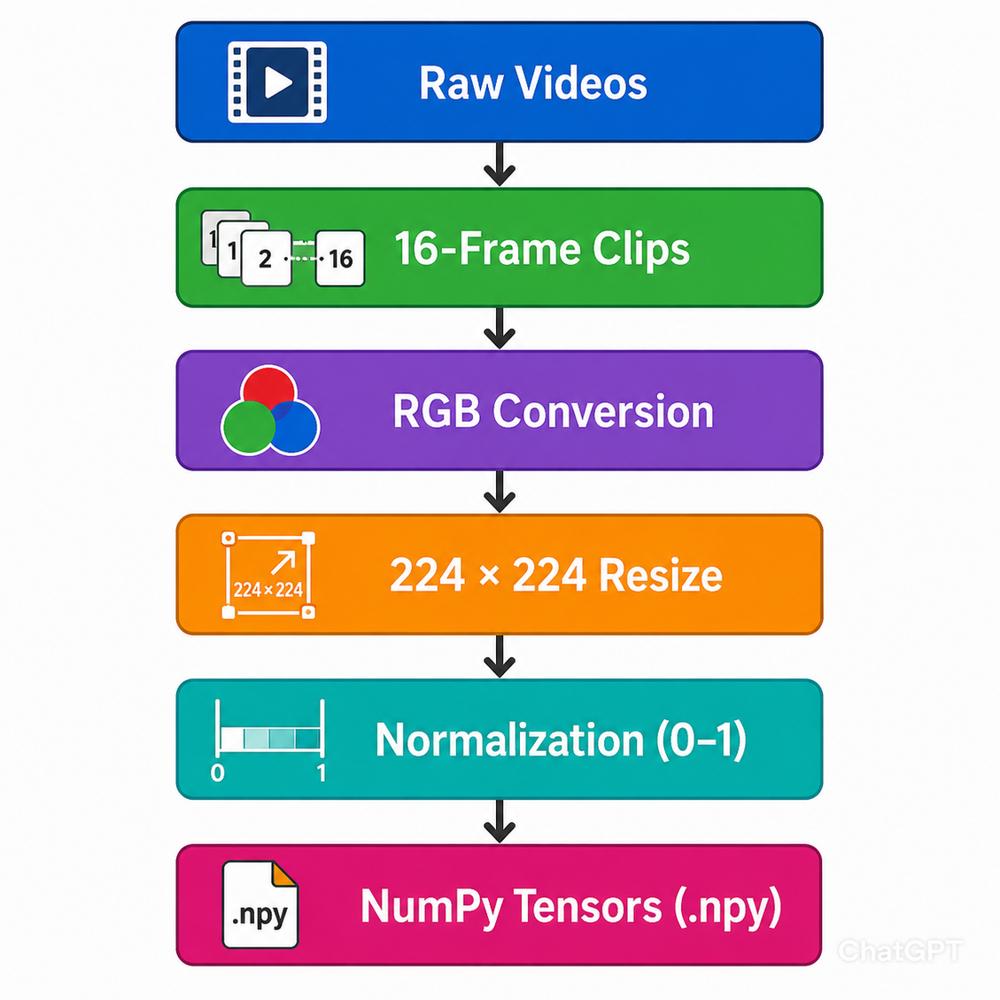 Raw Videos
1
1
2
16
16-Frame Clips
RGB Conversion
224×224
224 × 224 Resize
Normalization (0–1)
0
1
.npy
NumPy Tensors (.npy)
ChatGPT